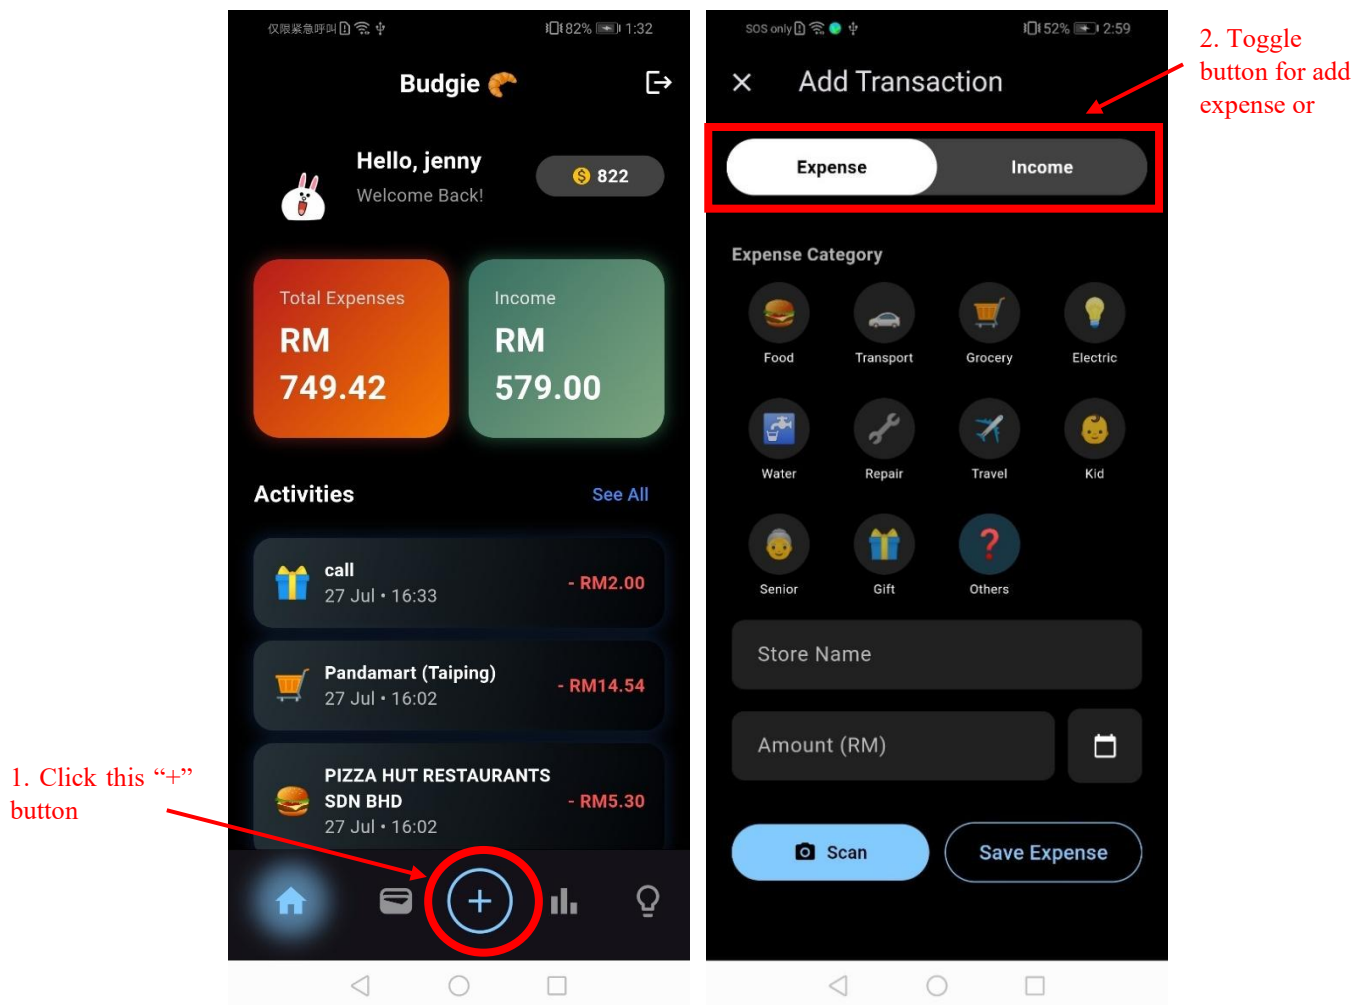 仅限紧急呼叫 82% 1:32
Budgie
Hello, jenny
Welcome Back!
$ 822
Total Expenses
RM
749.42
Income
RM
579.00
Activities
See All
call
27 Jul • 16:33
- RM2.00
Pandamart (Taiping)
27 Jul • 16:02
- RM14.54
PIZZA HUT RESTAURANTS
SDN BHD
27 Jul • 16:02
- RM5.30
1. Click this “+”
button
SOS only 52% 2:59
Add Transaction
Expense
Income
2. Toggle
button for add
expense or
Expense Category
Food
Transport
Grocery
Electric
Water
Repair
Travel
Kid
Senior
Gift
Others
Store Name
Amount (RM)
Scan
Save Expense